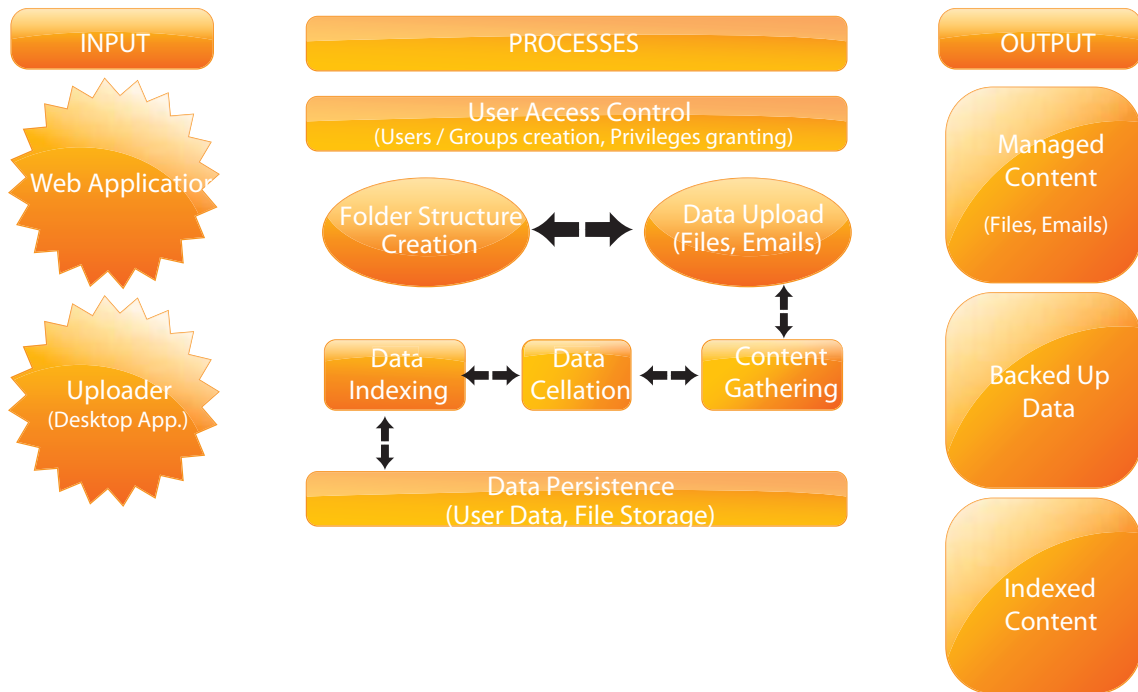 INPUT
PROCESSES
OUTPUT
User Access Control
(Users / Groups creation, Privileges granting)
Web Application
Folder Structure
Creation
Data Upload
(Files, Emails)
Managed
Content
(Files, Emails)
Uploader
(Desktop App.)
Data
Indexing
Data
Cellation
Content
Gathering
Backed Up
Data
Data Persistence
(User Data, File Storage)
Indexed
Content